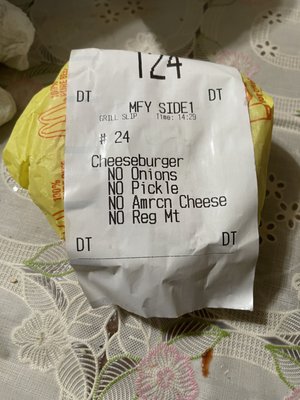 124
DT DT
MFY SIDE1
GRILL SLIP Time: 14:29
# 24
Cheeseburger
NO Onions
NO Pickle
NO Amrcn Cheese
NO Reg Mt
DT DT
100%